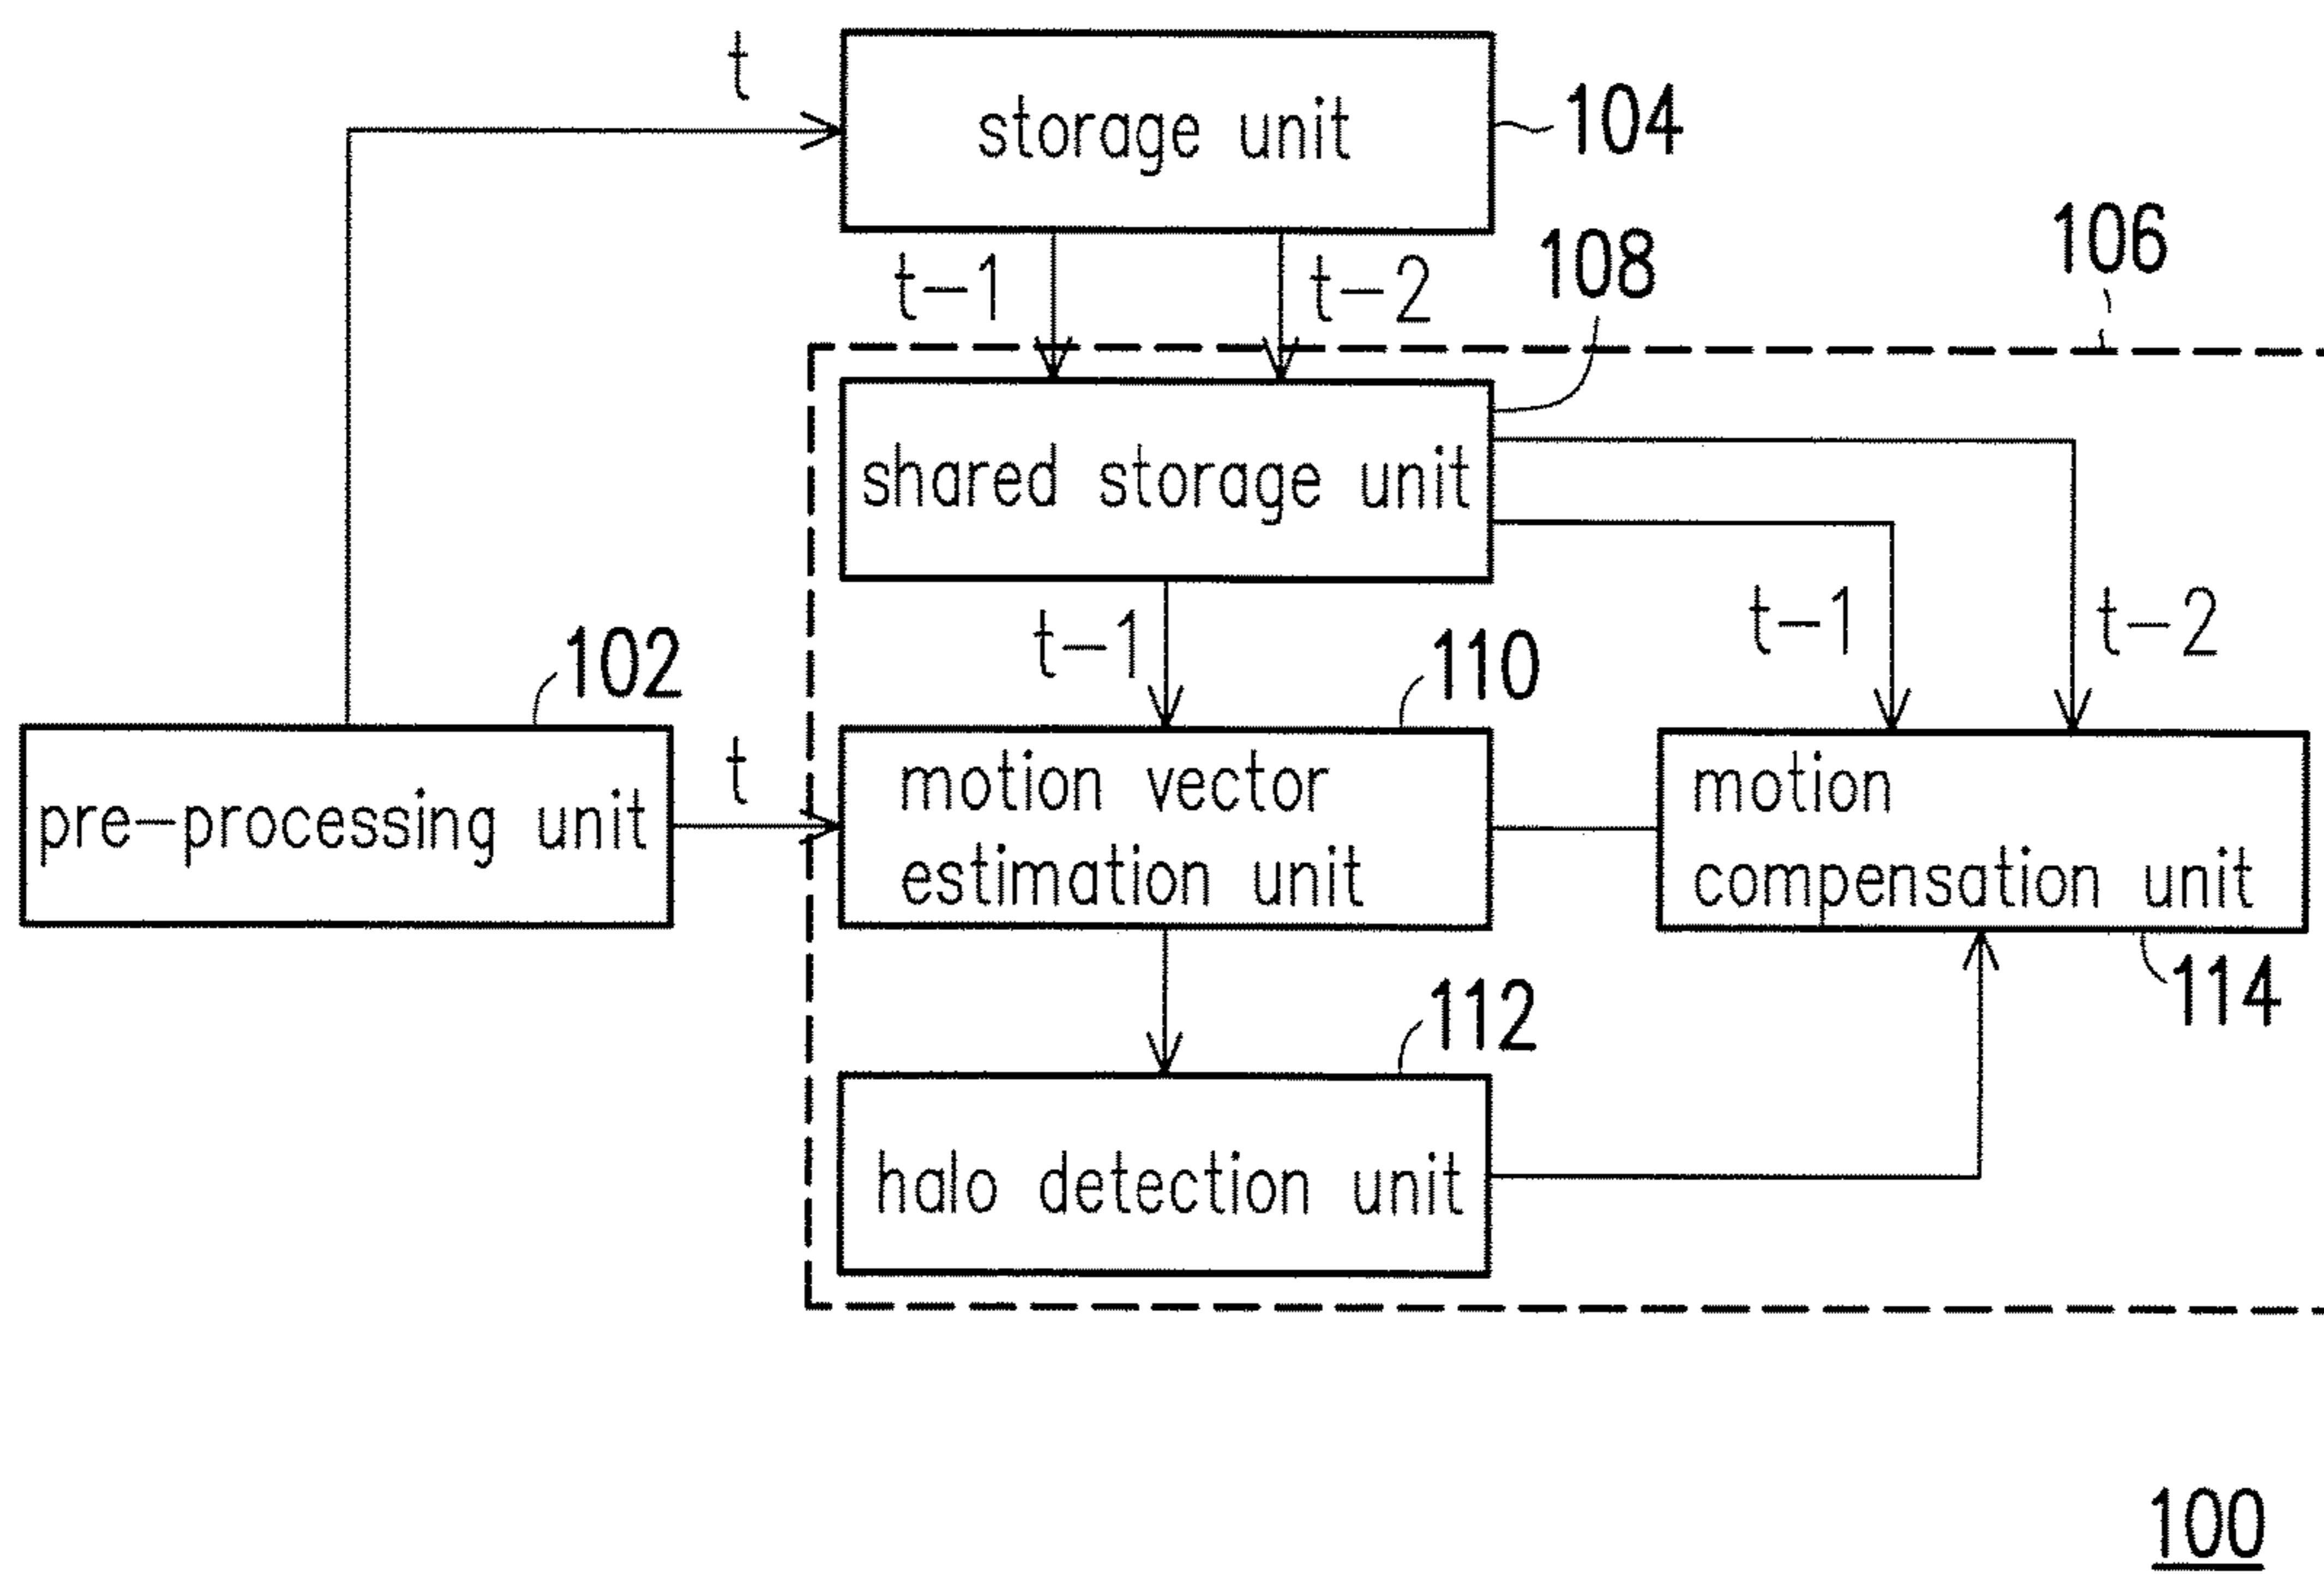 t
storage unit
104
106
t-1
t-2
108
shared storage unit
t-1
t-1
t-2
102
110
pre-processing unit
t
motion vector
estimation unit
motion
compensation unit
114
112
halo detection unit
100